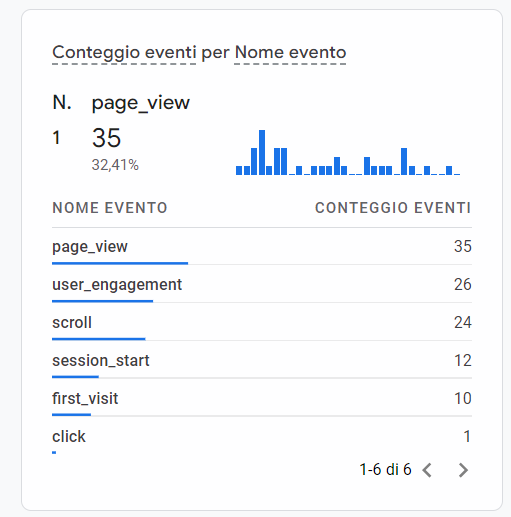 Conteggio eventi per Nome evento
N. page_view
1 35
32,41%
NOME EVENTO CONTEGGIO EVENTI
page_view 35
user_engagement 26
scroll 24
session_start 12
first_visit 10
click 1
1-6 di 6